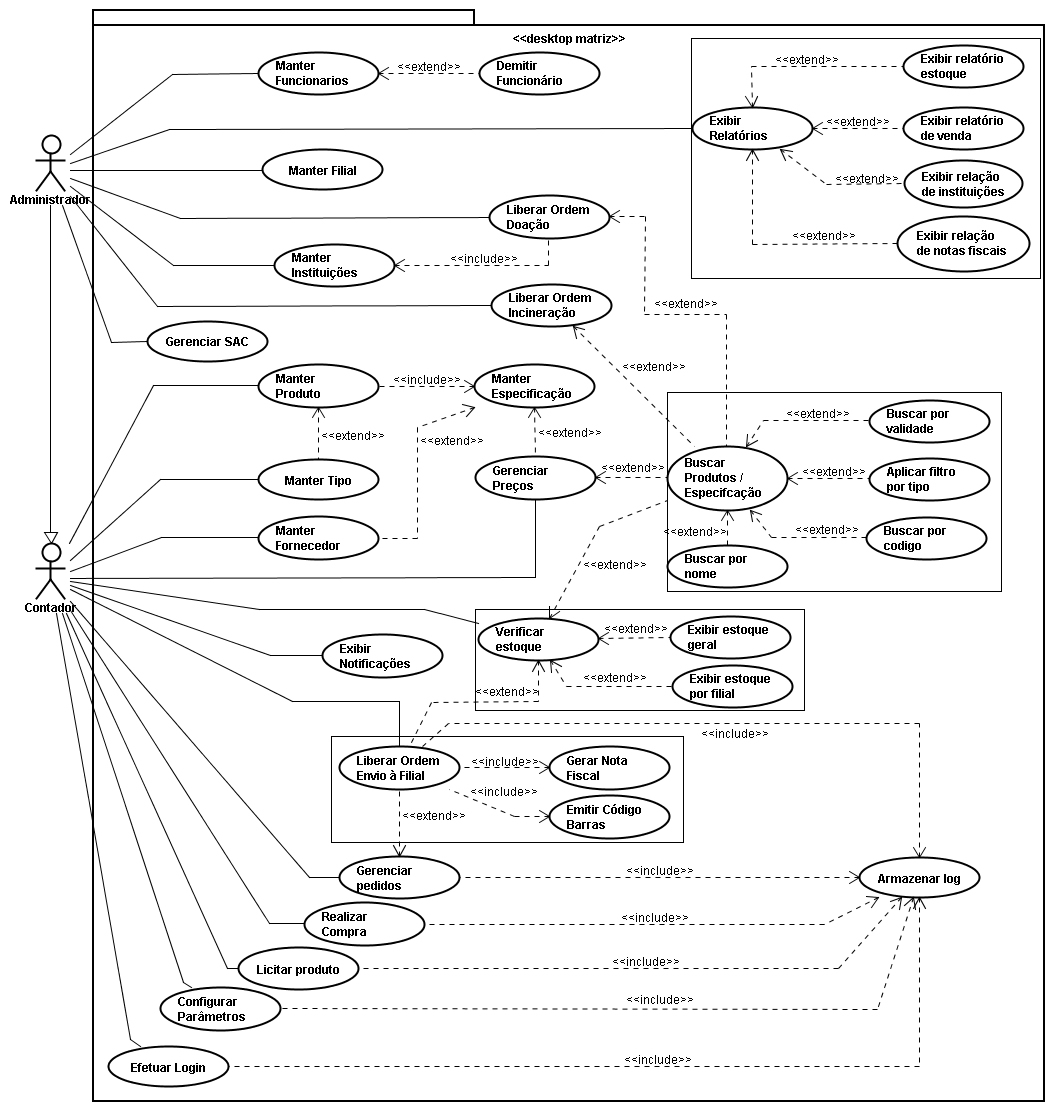 <<desktop matriz>>
Manter
Funcionarios
<<extend>>
Demitir
Funcionário
<<extend>>
Exibir relatório
estoque
Exibir
Relatórios
<<extend>>
Exibir relatório
de venda
<<extend>>
Exibir relação
de instituições
<<extend>>
Exibir relação
de notas fiscais
Administrador
Manter Filial
Liberar Ordem
Doação
Manter
Instituições
<<include>>
Liberar Ordem
Incineração
<<extend>>
Gerenciar SAC
<<extend>>
Manter
Produto
<<include>>
Manter
Especificação
<<extend>>
<<extend>>
<<extend>>
Manter Tipo
Gerenciar
Preços
<<extend>>
Buscar
Produtos /
Especifcação
<<extend>>
Buscar por
validade
<<extend>>
Aplicar filtro
por tipo
<<extend>>
Buscar por
codigo
<<extend>>
Buscar por
nome
Manter
Fornecedor
<<extend>>
Contador
Verificar
estoque
<<extend>>
Exibir estoque
geral
<<extend>>
Exibir estoque
por filial
Exibir
Notificações
<<extend>>
<<include>>
Liberar Ordem
Envio à Filial
<<include>>
Gerar Nota
Fiscal
<<include>>
Emitir Código
Barras
<<extend>>
Gerenciar
pedidos
<<include>>
Armazenar log
Realizar
Compra
<<include>>
Licitar produto
<<include>>
Configurar
Parâmetros
<<include>>
Efetuar Login
<<include>>